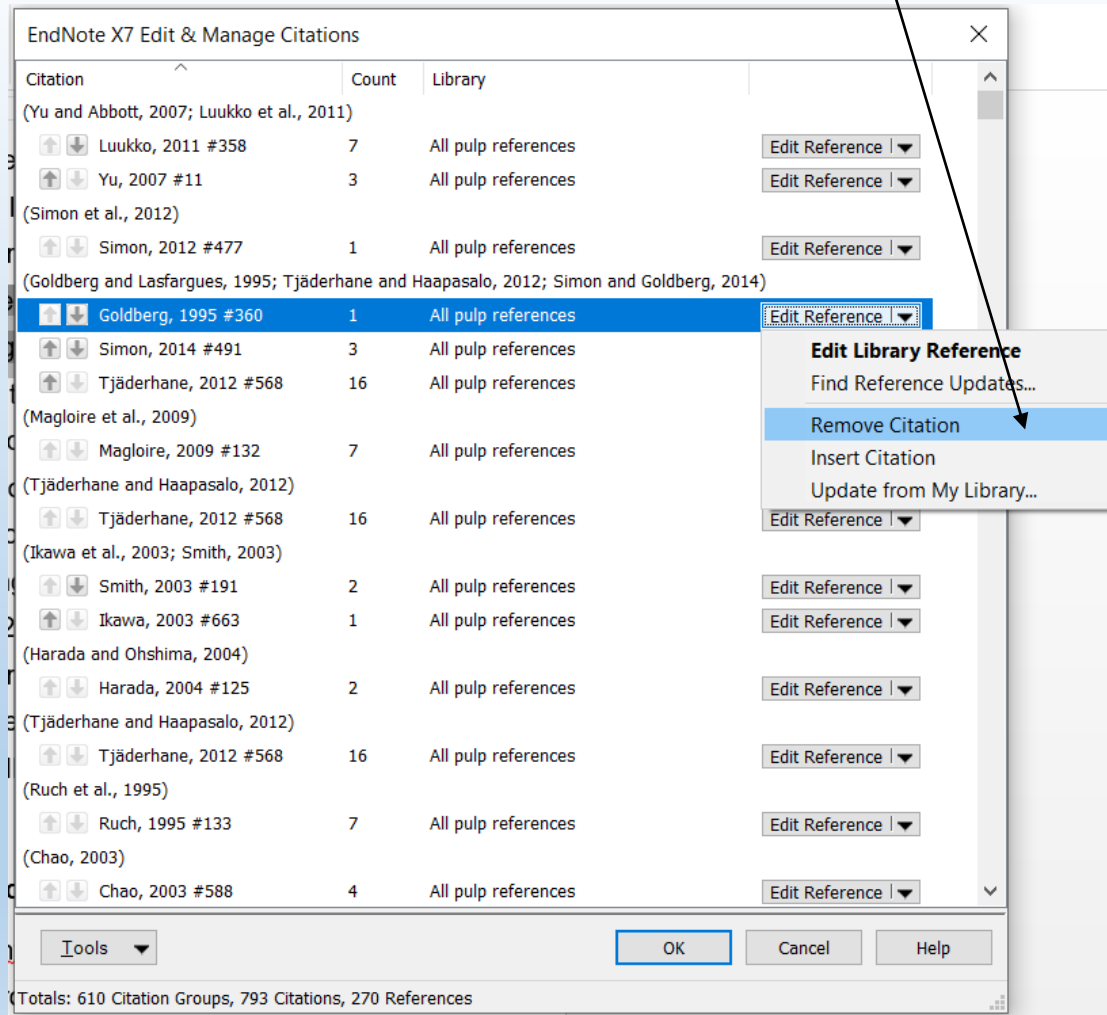 EndNote X7 Edit & Manage Citations
Citation Count Library
(Yu and Abbott, 2007; Luukko et al., 2011)
Luukko, 2011 #358 7 All pulp references Edit Reference
Yu, 2007 #11 3 All pulp references Edit Reference
(Simon et al., 2012)
Simon, 2012 #477 1 All pulp references Edit Reference
(Goldberg and Lasfargues, 1995; Tjäderhane and Haapasalo, 2012; Simon and Goldberg, 2014)
Goldberg, 1995 #360 1 All pulp references Edit Reference
Simon, 2014 #491 3 All pulp references
Tjäderhane, 2012 #568 16 All pulp references
(Magloire et al., 2009)
Magloire, 2009 #132 7 All pulp references
(Tjäderhane and Haapasalo, 2012)
Tjäderhane, 2012 #568 16 All pulp references Edit Reference
(Ikawa et al., 2003; Smith, 2003)
Smith, 2003 #191 2 All pulp references Edit Reference
Ikawa, 2003 #663 1 All pulp references Edit Reference
(Harada and Ohshima, 2004)
Harada, 2004 #125 2 All pulp references Edit Reference
(Tjäderhane and Haapasalo, 2012)
Tjäderhane, 2012 #568 16 All pulp references Edit Reference
(Ruch et al., 1995)
Ruch, 1995 #133 7 All pulp references Edit Reference
(Chao, 2003)
Chao, 2003 #588 4 All pulp references Edit Reference
Edit Library Reference
Find Reference Updates...
Remove Citation
Insert Citation
Update from My Library...
Tools OK Cancel Help
Totals: 610 Citation Groups, 793 Citations, 270 References